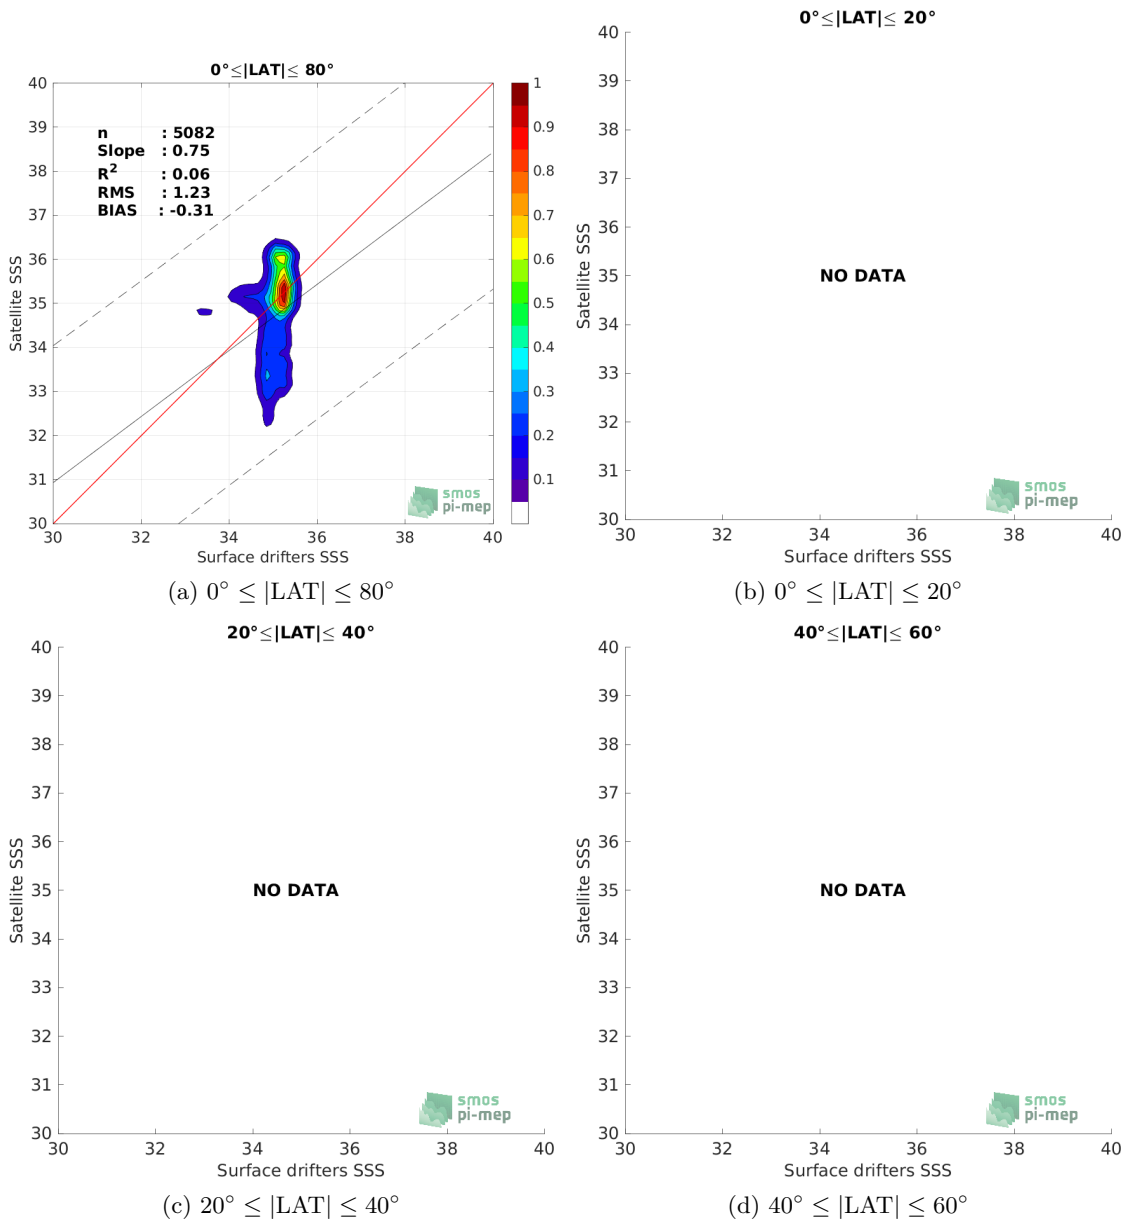 0°≤|LAT|≤ 80°
40
39
38
37
36
35
34
33
32
31
30
Satellite SSS
n : 5082
Slope : 0.75
R² : 0.06
RMS : 1.23
BIAS : -0.31
smos
pi-mep
30 32 34 36 38 40
Surface drifters SSS
1
0.9
0.8
0.7
0.6
0.5
0.4
0.3
0.2
0.1
(a) 0° ≤ |LAT| ≤ 80°
0°≤|LAT|≤ 20°
40
39
38
37
36
35
34
33
32
31
30
Satellite SSS
NO DATA
smos
pi-mep
30 32 34 36 38 40
Surface drifters SSS
(b) 0° ≤ |LAT| ≤ 20°
20°≤|LAT|≤ 40°
40
39
38
37
36
35
34
33
32
31
30
Satellite SSS
NO DATA
smos
pi-mep
30 32 34 36 38 40
Surface drifters SSS
(c) 20° ≤ |LAT| ≤ 40°
40°≤|LAT|≤ 60°
40
39
38
37
36
35
34
33
32
31
30
Satellite SSS
NO DATA
smos
pi-mep
30 32 34 36 38 40
Surface drifters SSS
(d) 40° ≤ |LAT| ≤ 60°